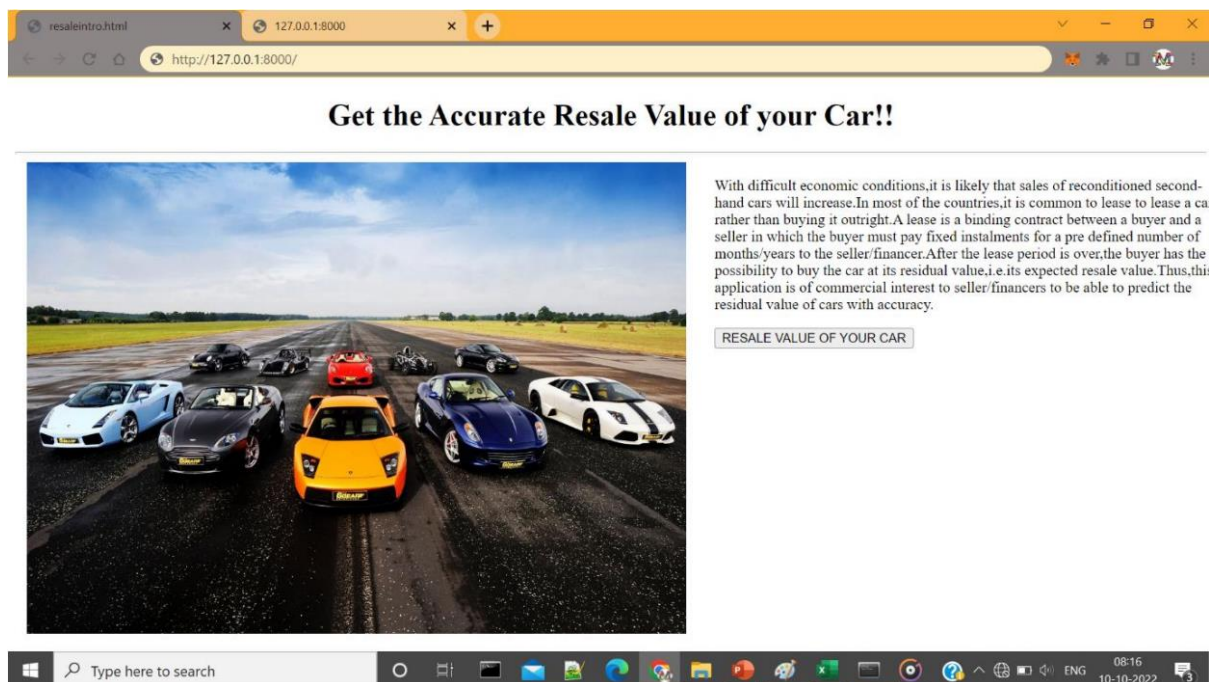 resaleintro.html
127.0.0.1:8000
http://127.0.0.1:8000/
Get the Accurate Resale Value of your Car!!
With difficult economic conditions,it is likely that sales of reconditioned second-
hand cars will increase.In most of the countries,it is common to lease to lease a ca
rather than buying it outright.A lease is a binding contract between a buyer and a
seller in which the buyer must pay fixed instalments for a pre defined number of
months/years to the seller/financer.After the lease period is over,the buyer has the
possibility to buy the car at its residual value,i.e.its expected resale value.Thus,this
application is of commercial interest to seller/financers to be able to predict the
residual value of cars with accuracy.
RESALE VALUE OF YOUR CAR
Type here to search
ENG
08:16
10-10-2022
3